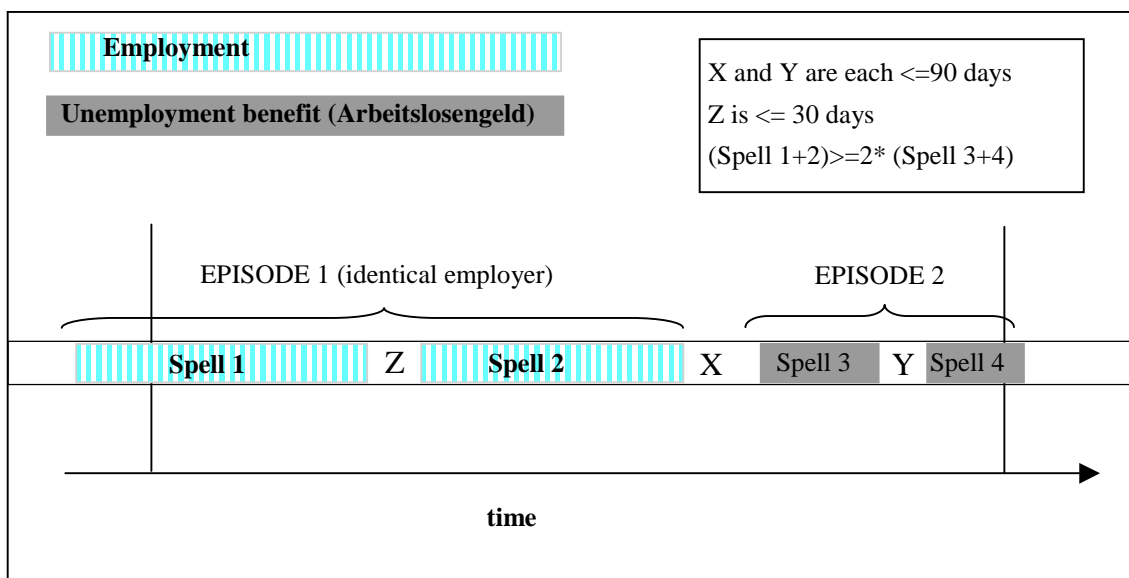 Employment
Unemployment benefit (Arbeitslosengeld)
X and Y are each <=90 days
Z is <= 30 days
(Spell 1+2)>=2* (Spell 3+4)
EPISODE 1 (identical employer)
EPISODE 2
Spell 1 Z Spell 2 X Spell 3 Y Spell 4
time